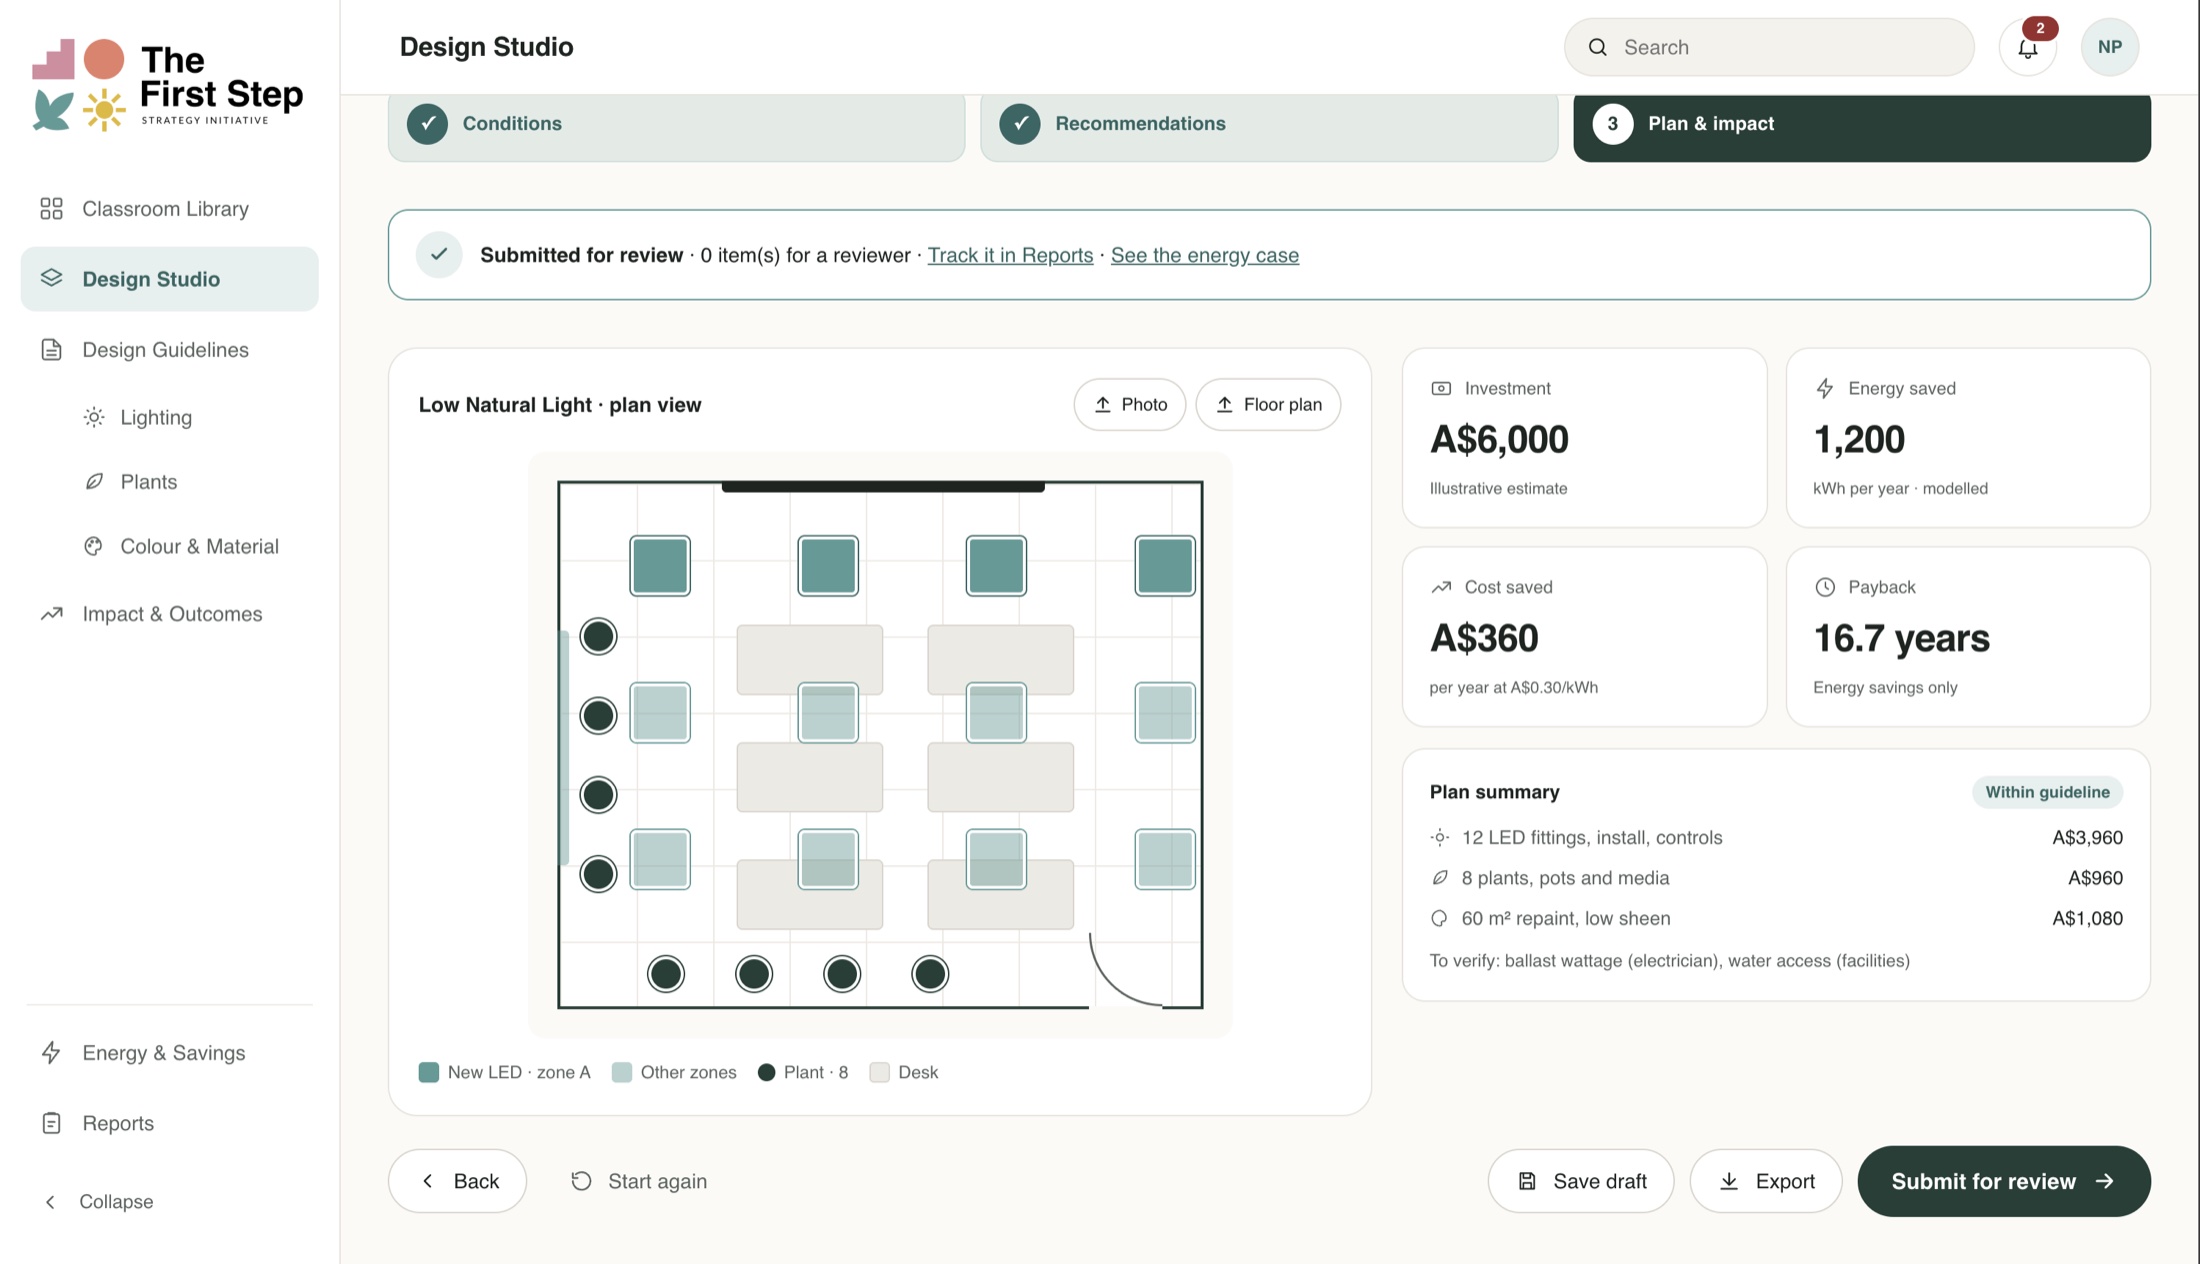 The
First Step
STRATEGY INITIATIVE
Classroom Library
Design Studio
Design Guidelines
Lighting
Plants
Colour & Material
Impact & Outcomes
Energy & Savings
Reports
Collapse
Design Studio
Search
2
NP
Conditions
Recommendations
3 Plan & impact
Submitted for review · 0 item(s) for a reviewer · Track it in Reports · See the energy case
Low Natural Light · plan view
Photo
Floor plan
New LED · zone A
Other zones
Plant · 8
Desk
Investment
A$6,000
Illustrative estimate
Energy saved
1,200
kWh per year · modelled
Cost saved
A$360
per year at A$0.30/kWh
Payback
16.7 years
Energy savings only
Plan summary
Within guideline
12 LED fittings, install, controls A$3,960
8 plants, pots and media A$960
60 m² repaint, low sheen A$1,080
To verify: ballast wattage (electrician), water access (facilities)
Back
Start again
Save draft
Export
Submit for review